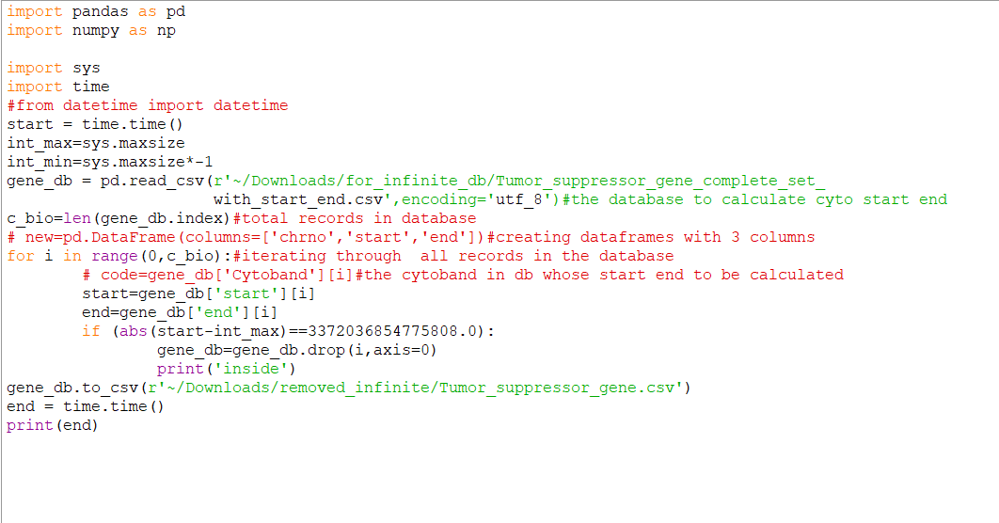 import pandas as pd
import numpy as np
import sys
import time
#from datetime import datetime
start = time.time()
int_max=sys.maxsize
int_min=sys.maxsize*-1
gene_db = pd.read_csv(r'~/Downloads/for_infinite_db/Tumor_suppressor_gene_complete_set_
with_start_end.csv',encoding='utf_8')#the database to calculate cyto start end
c_bio=len(gene_db.index)#total records in database
# new=pd.DataFrame(columns=['chrno','start','end'])#creating dataframes with 3 columns
for i in range(0,c_bio):#iterating through  all records in the database
# code=gene_db['Cytoband'][i]#the cytoband in db whose start end to be calculated
start=gene_db['start'][i]
end=gene_db['end'][i]
if (abs(start-int_max)==3372036854775808.0):
gene_db=gene_db.drop(i,axis=0)
print('inside')
gene_db.to_csv(r'~/Downloads/removed_infinite/Tumor_suppressor_gene.csv')
end = time.time()
print(end)